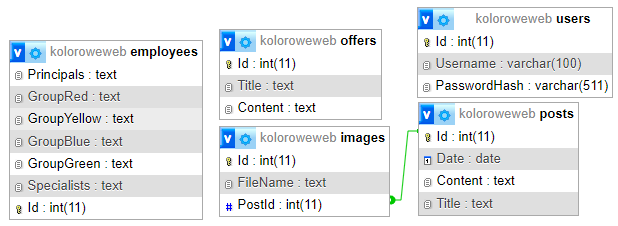 koloroweweb employees
Principals : text
GroupRed : text
GroupYellow : text
GroupBlue : text
GroupGreen : text
Specialists : text
Id : int(11)
koloroweweb offers
Id : int(11)
Title : text
Content : text
koloroweweb images
Id : int(11)
FileName : text
# PostId : int(11)
koloroweweb users
Id : int(11)
Username : varchar(100)
PasswordHash : varchar(511)
koloroweweb posts
Id : int(11)
Date : date
Content : text
Title : text